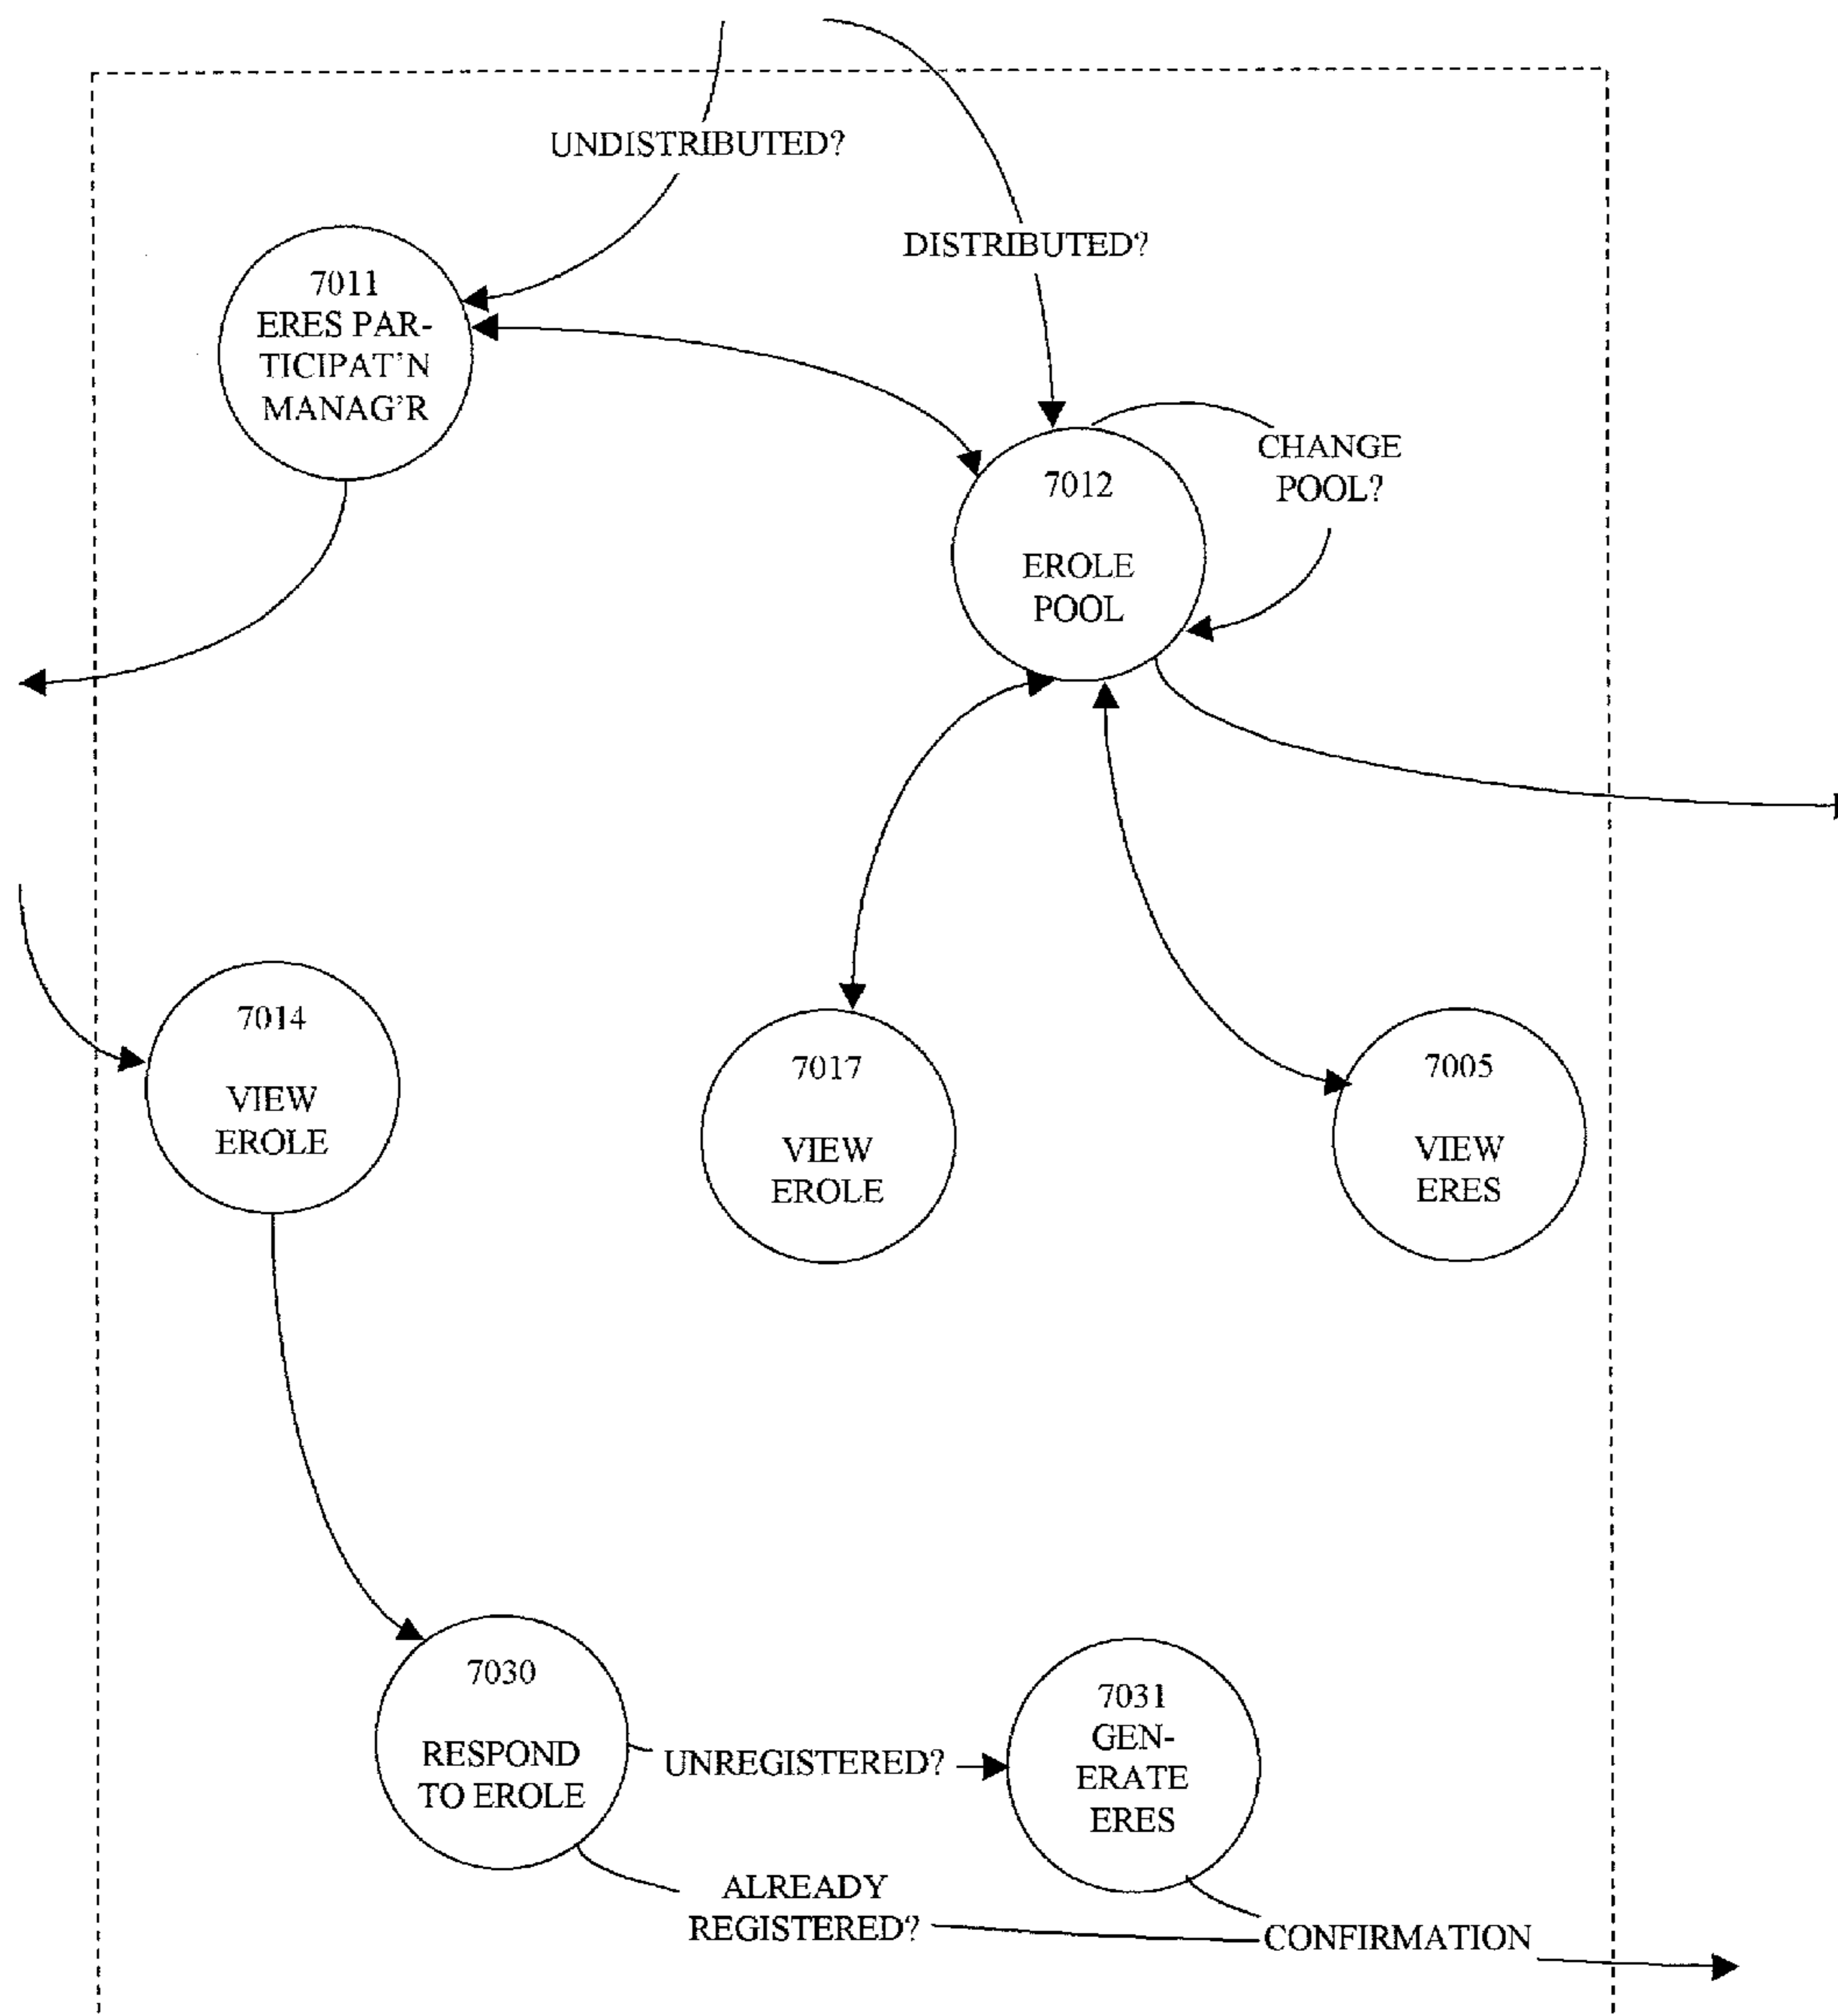 UNDISTRIBUTED?
DISTRIBUTED?
7011
ERES PAR-
TICIPAT'N
MANAG'R
CHANGE
POOL?
7012
EROLE
POOL
7014
VIEW
EROLE
7017
VIEW
EROLE
7005
VIEW
ERES
7030
RESPOND
TO EROLE
UNREGISTERED?
7031
GEN-
ERATE
ERES
ALREADY
REGISTERED?
CONFIRMATION